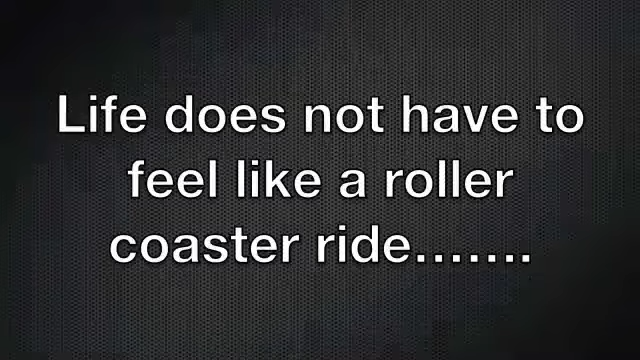 Life does not have to
feel like a roller
coaster ride.......